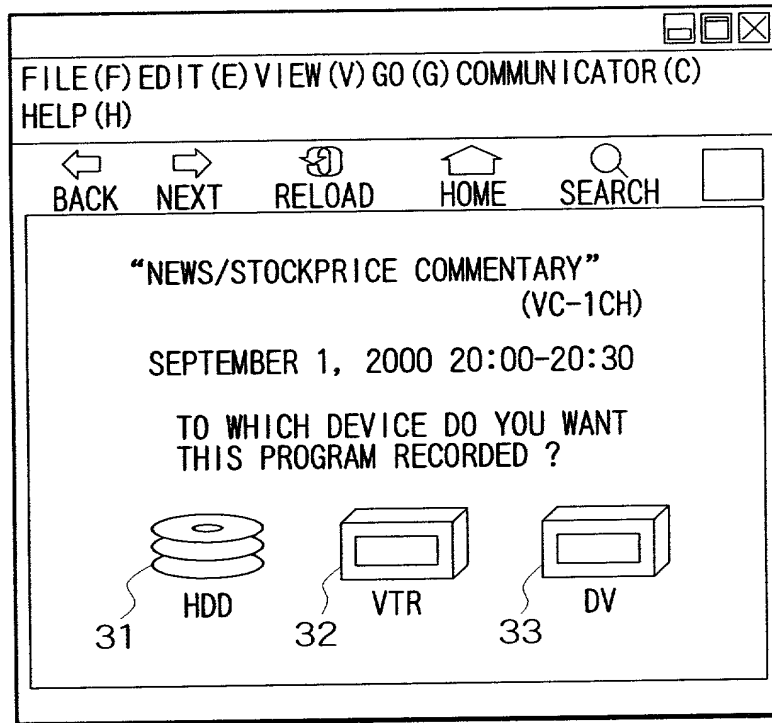 FILE(F) EDIT(E) VIEW(V) GO(G) COMMUNICATOR(C)
HELP(H)
BACK NEXT RELOAD HOME SEARCH
“NEWS/STOCKPRICE COMMENTARY”
(VC-1CH)
SEPTEMBER 1, 2000 20:00-20:30
TO WHICH DEVICE DO YOU WANT
THIS PROGRAM RECORDED ?
HDD VTR DV
31 32 33